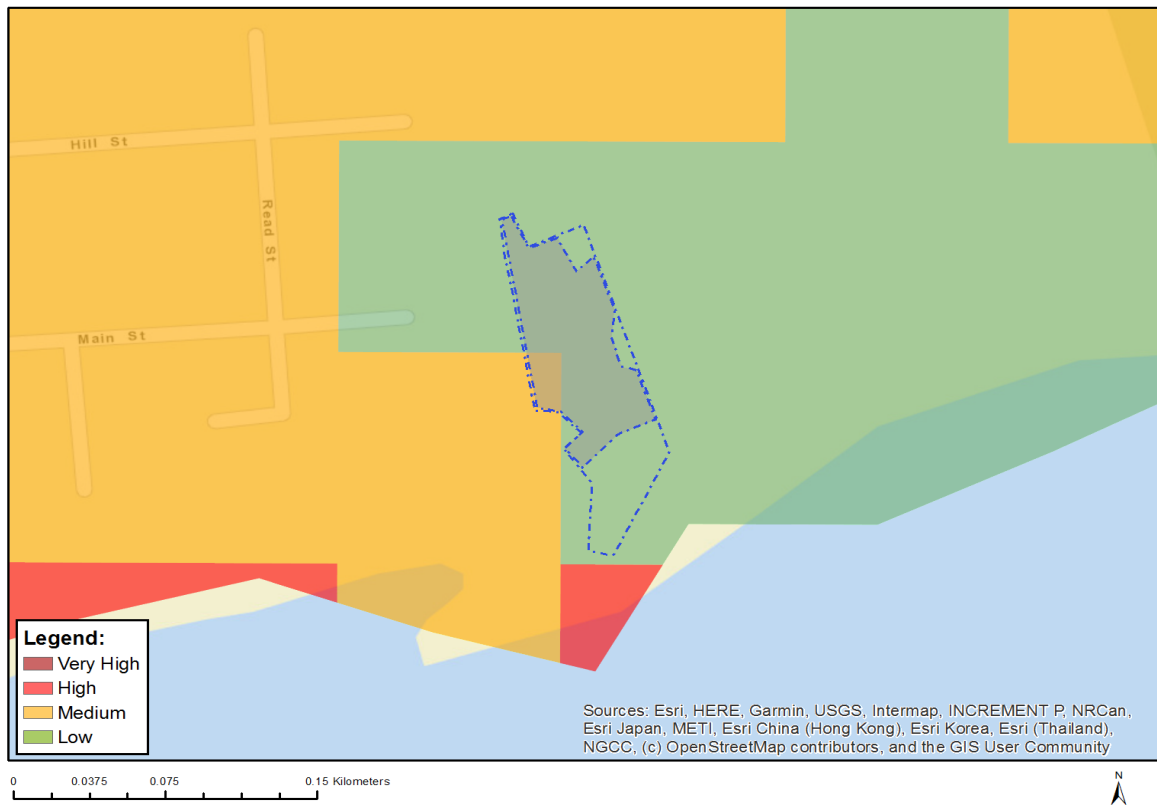 Hill St
Read St
Main St
Legend:
Very High
High
Medium
Low
Sources: Esri, HERE, Garmin, USGS, Intermap, INCREMENT P, NRCan,
Esri Japan, METI, Esri China (Hong Kong), Esri Korea, Esri (Thailand),
NGCC, (c) OpenStreetMap contributors, and the GIS User Community
0 0.0375 0.075 0.15 Kilometers
N